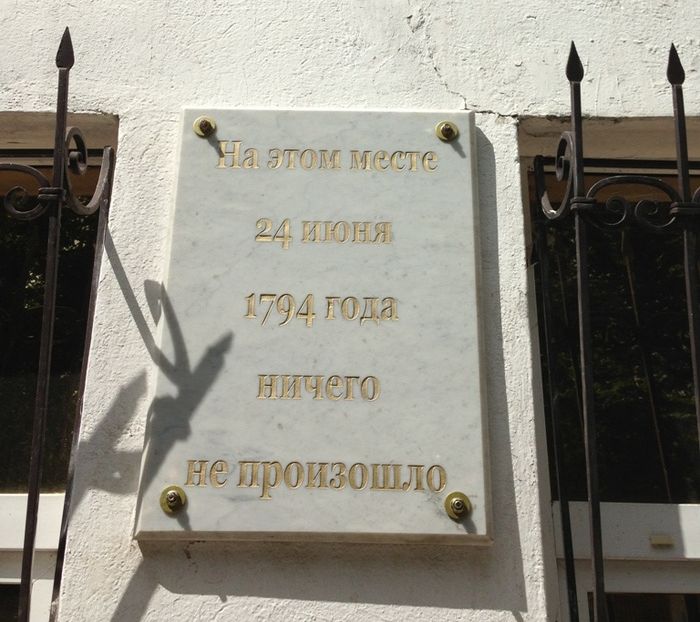 На этом месте
24 июня
1794 года
ничего
не произошло